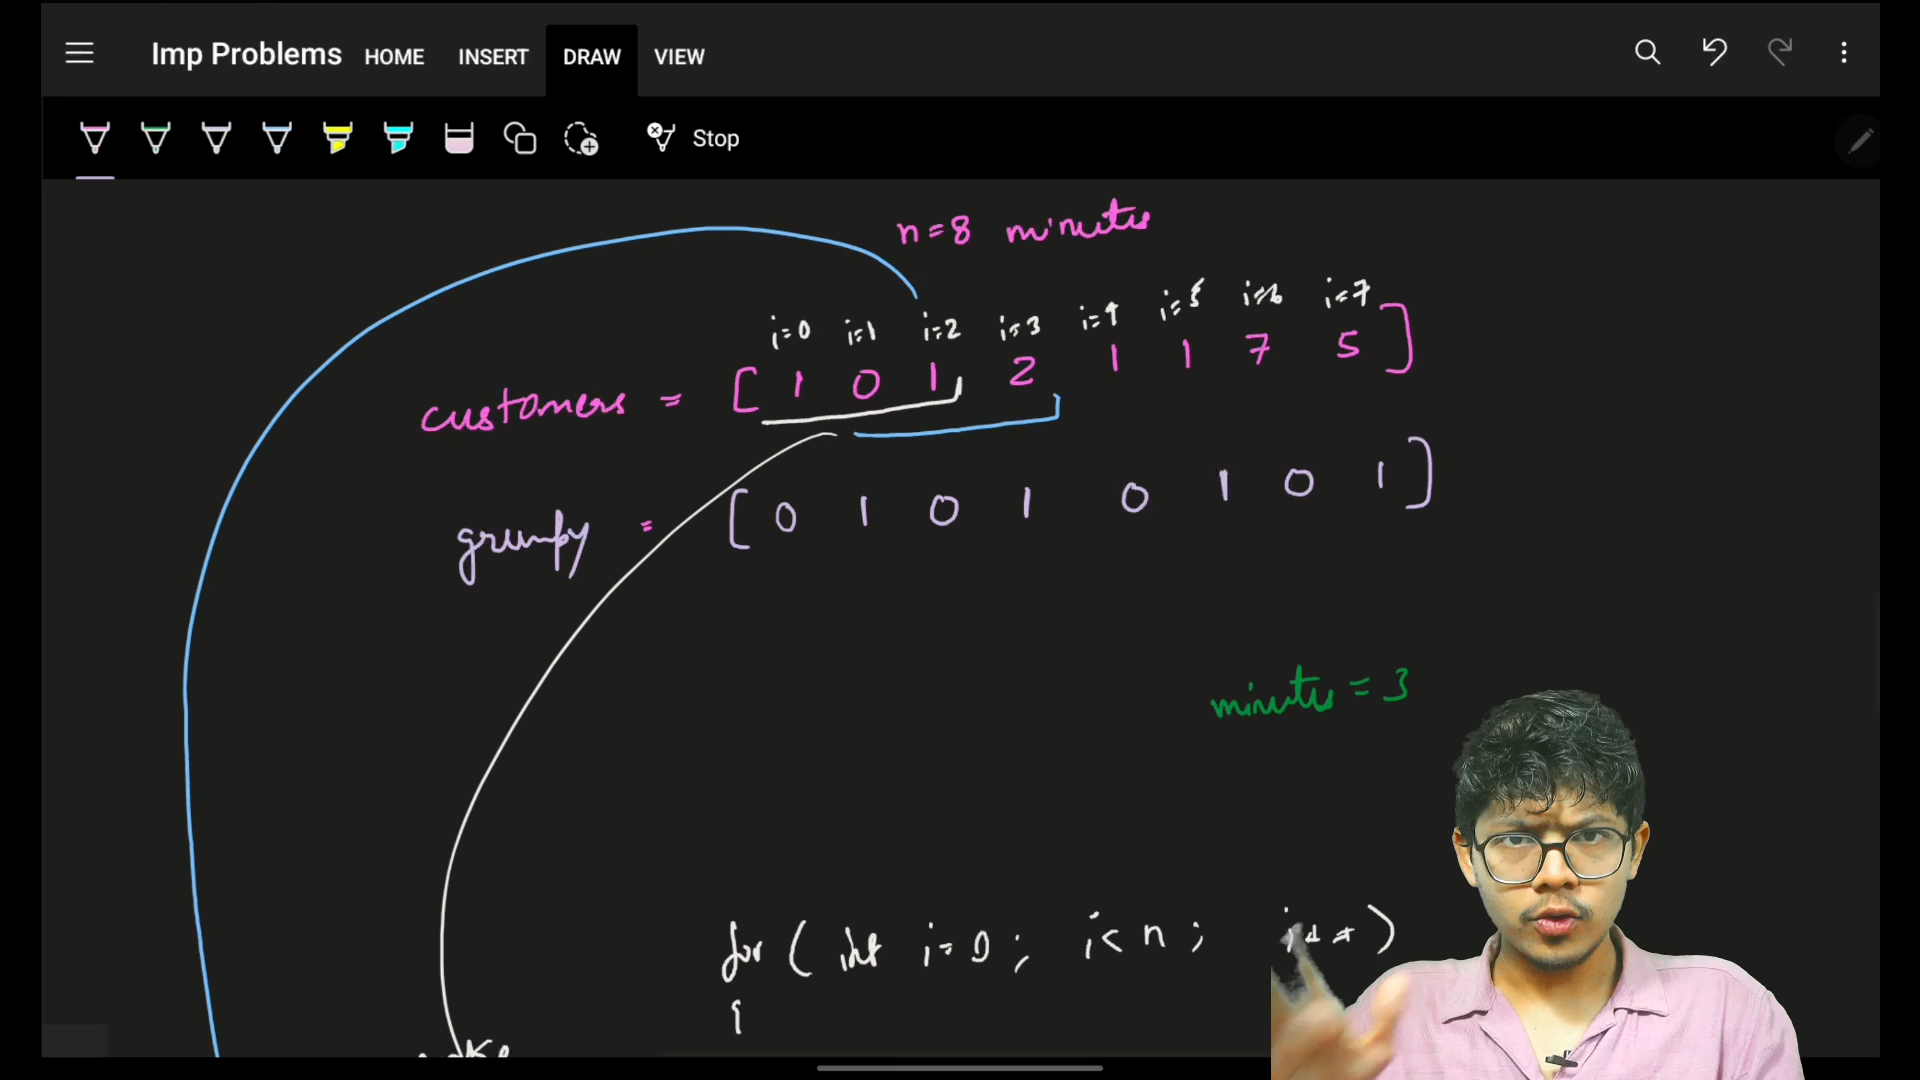 Imp Problems HOME INSERT DRAW VIEW
Stop
n=8 minutes
i=0 i=1 i=2 i=3 i=4 i=5 i=6 i=7
customers = [ 1 0 1 2 1 1 7 5 ]
grumpy = [ 0 1 0 1 0 1 0 1 ]
minutes = 3
for ( int i=0 ; i< n ; i++ )
{